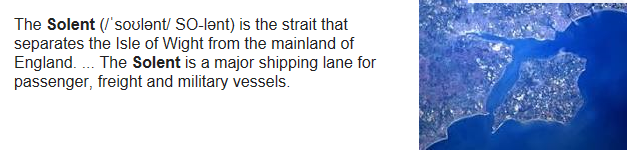 The Solent (/ˈsoʊlənt/ SO-lənt) is the strait that
separates the Isle of Wight from the mainland of
England. ... The Solent is a major shipping lane for
passenger, freight and military vessels.